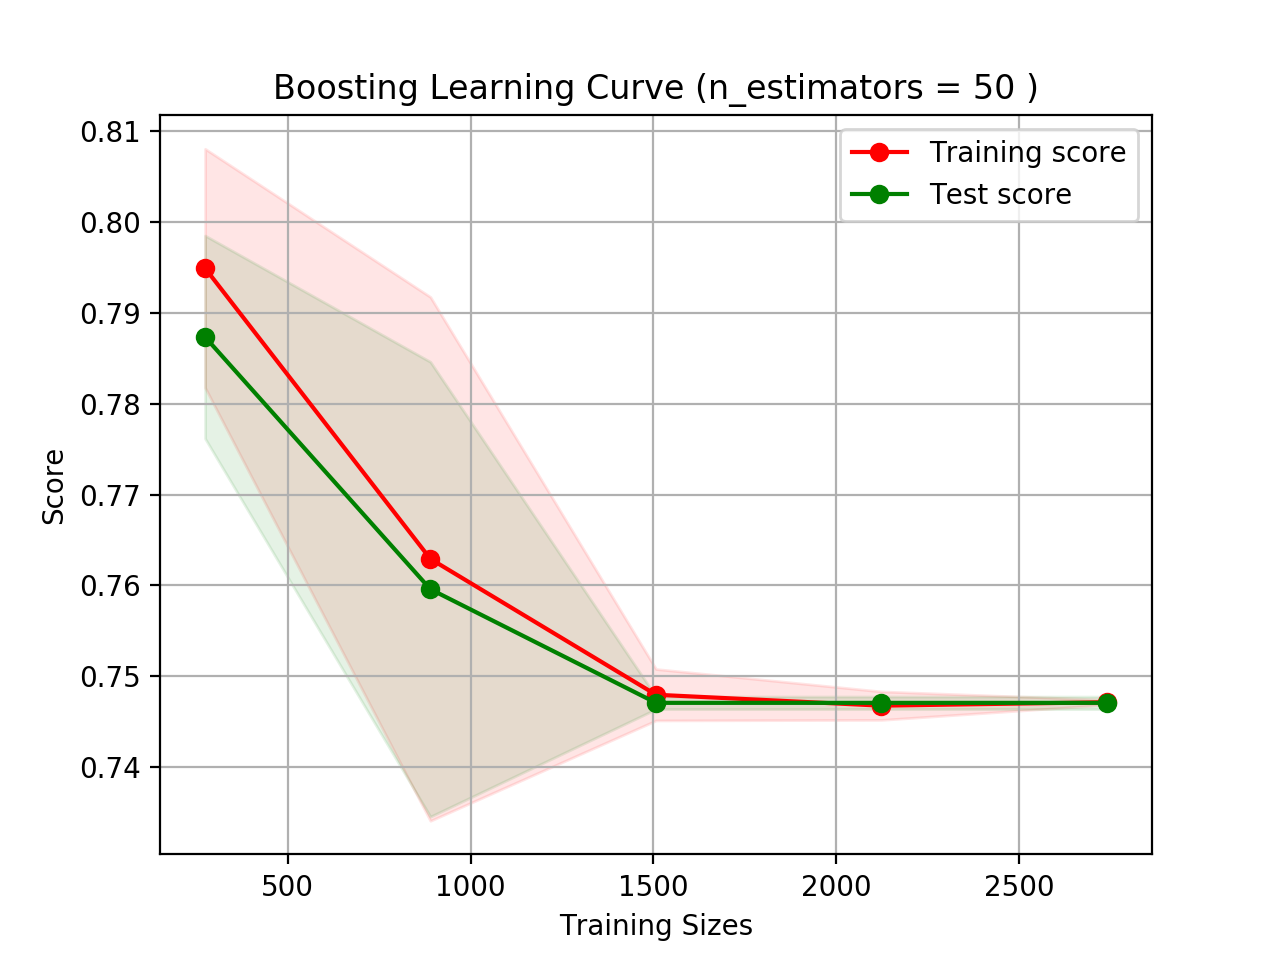 Boosting Learning Curve (n_estimators = 50 )
Training score
Test score
0.81
0.80
0.79
0.78
0.77
0.76
0.75
0.74
Score
500 1000 1500 2000 2500
Training Sizes